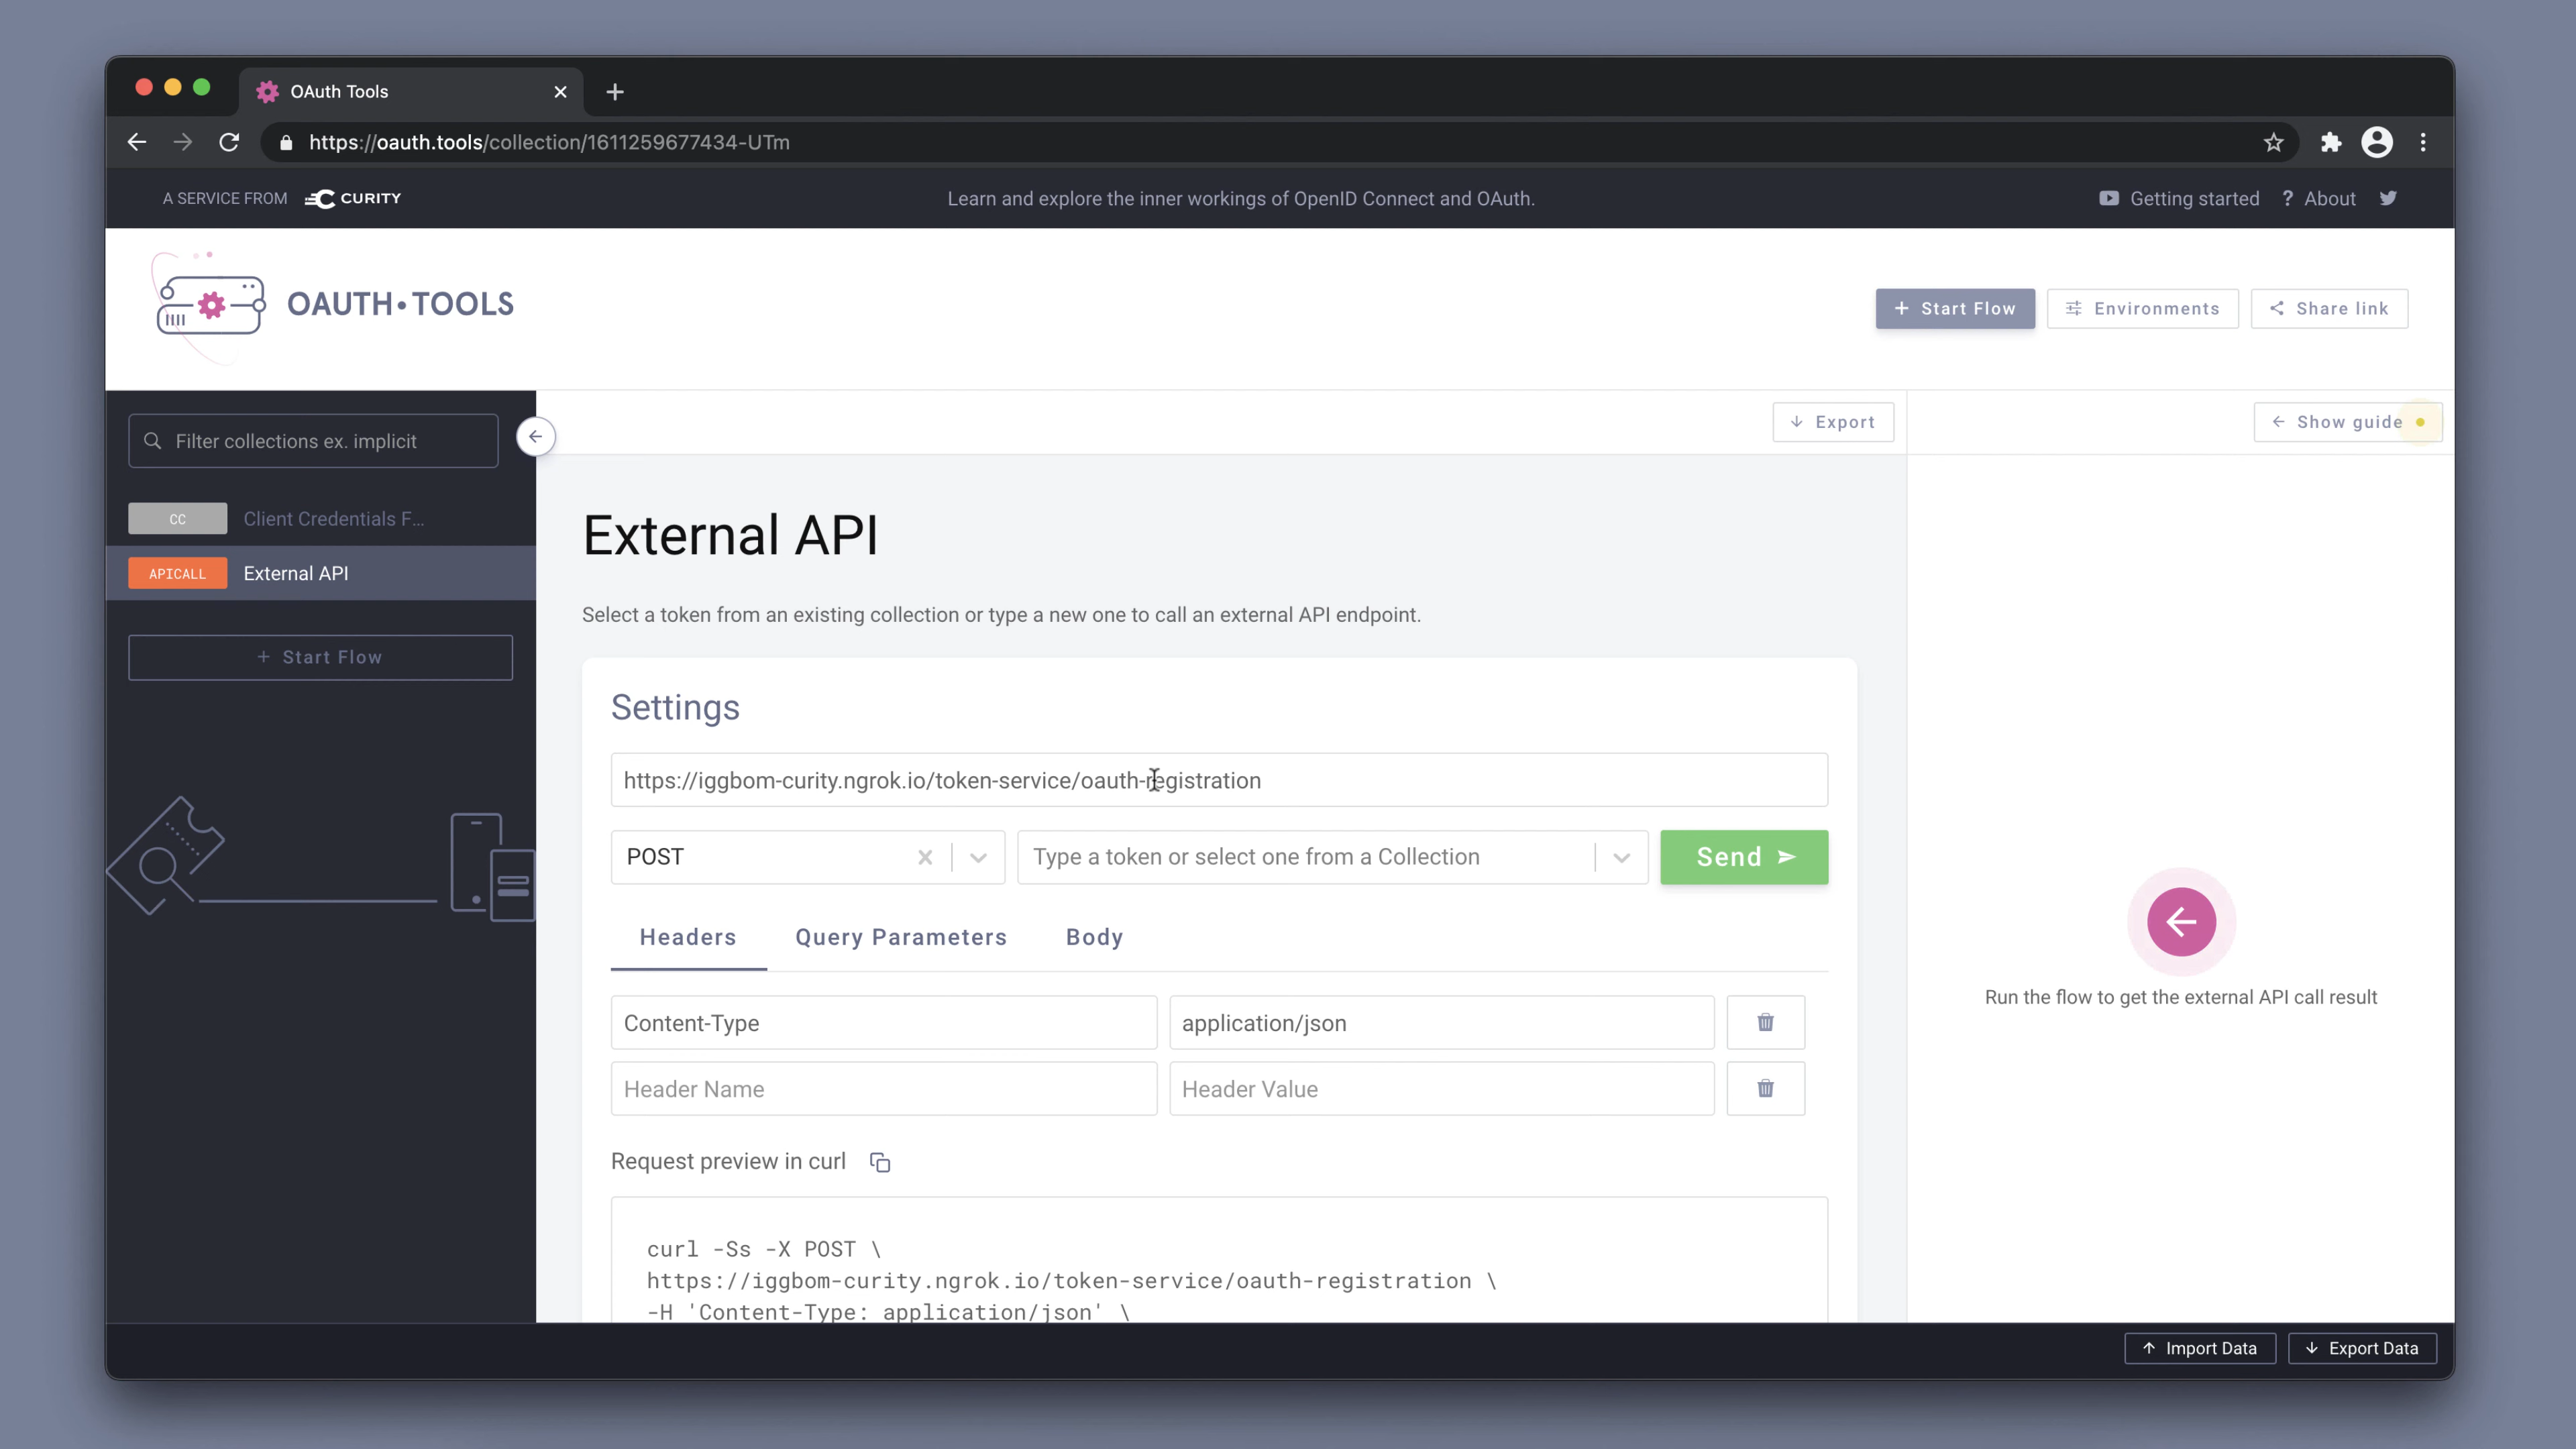 OAuth Tools
https://oauth.tools/collection/1611259677434-UTm
A SERVICE FROM CURITY
Learn and explore the inner workings of OpenID Connect and OAuth.
Getting started ? About
OAUTH•TOOLS
+ Start Flow
Environments
Share link
Filter collections ex. implicit
Export
Show guide
CC Client Credentials F...
APICALL External API
+ Start Flow
External API
Select a token from an existing collection or type a new one to call an external API endpoint.
Settings
https://iggbom-curity.ngrok.io/token-service/oauth-registration
POST
Type a token or select one from a Collection
Send
Headers Query Parameters Body
Content-Type application/json
Header Name Header Value
Request preview in curl
curl -Ss -X POST \
https://iggbom-curity.ngrok.io/token-service/oauth-registration \
-H 'Content-Type: application/json' \
Run the flow to get the external API call result
Import Data Export Data